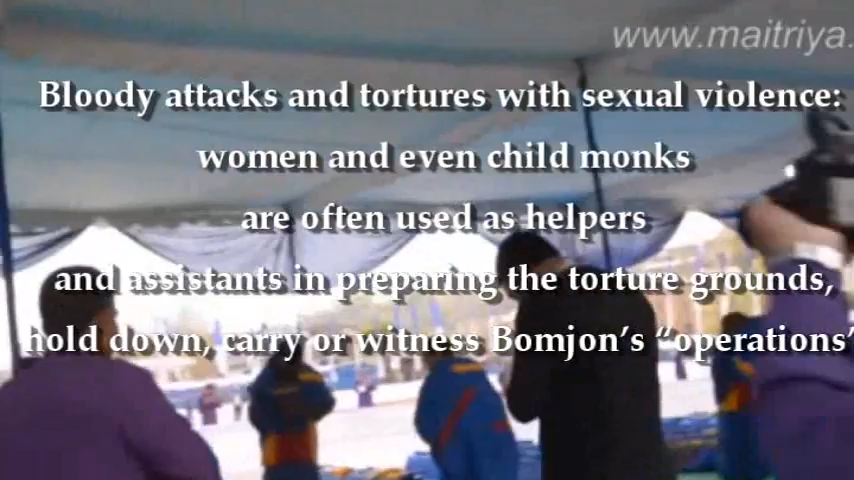 www.maitriya.
Bloody attacks and tortures with sexual violence:
women and even child monks
are often used as helpers
and assistants in preparing the torture grounds,
hold down, carry or witness Bomjon’s “operations”